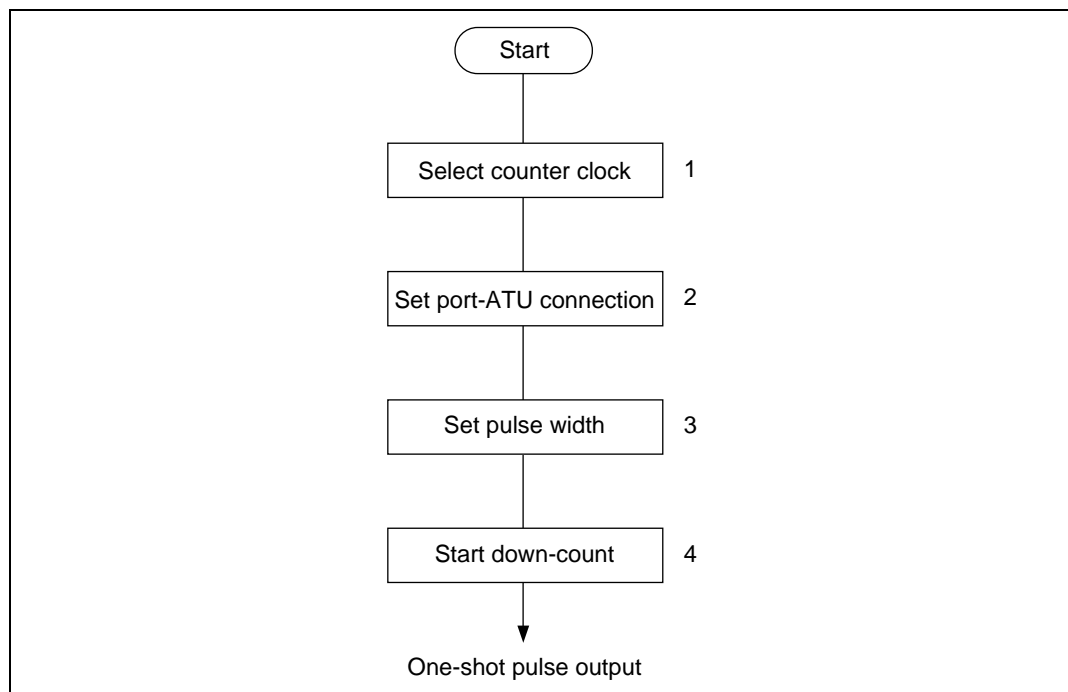 Start
Select counter clock 1
Set port-ATU connection 2
Set pulse width 3
Start down-count 4
One-shot pulse output